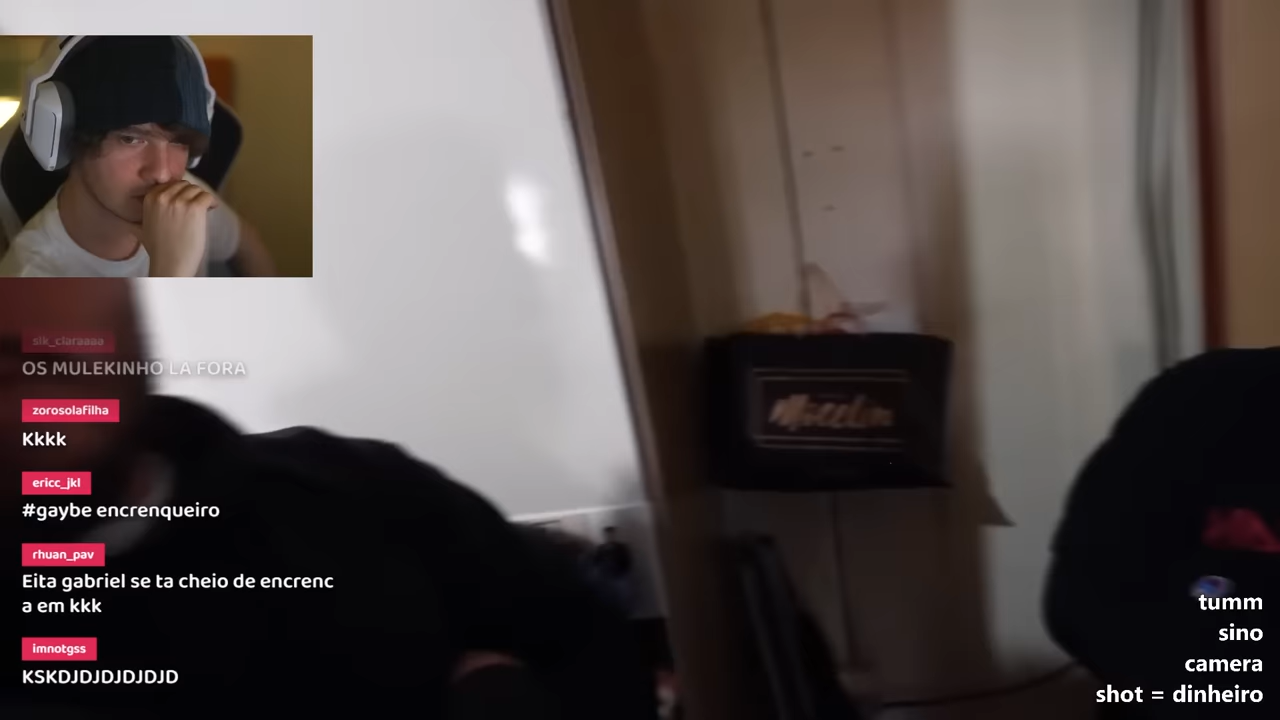 slk_claraaaa
OS MULEKINHO LA FORA
zorosolafilha
Kkkk
ericc_jkl
#gaybe encrenqueiro
rhuan_pav
Eita gabriel se ta cheio de encrenc
a em kkk
imnotgss
KSKDJDJDJDJDJD
tumm
sino
camera
shot = dinheiro